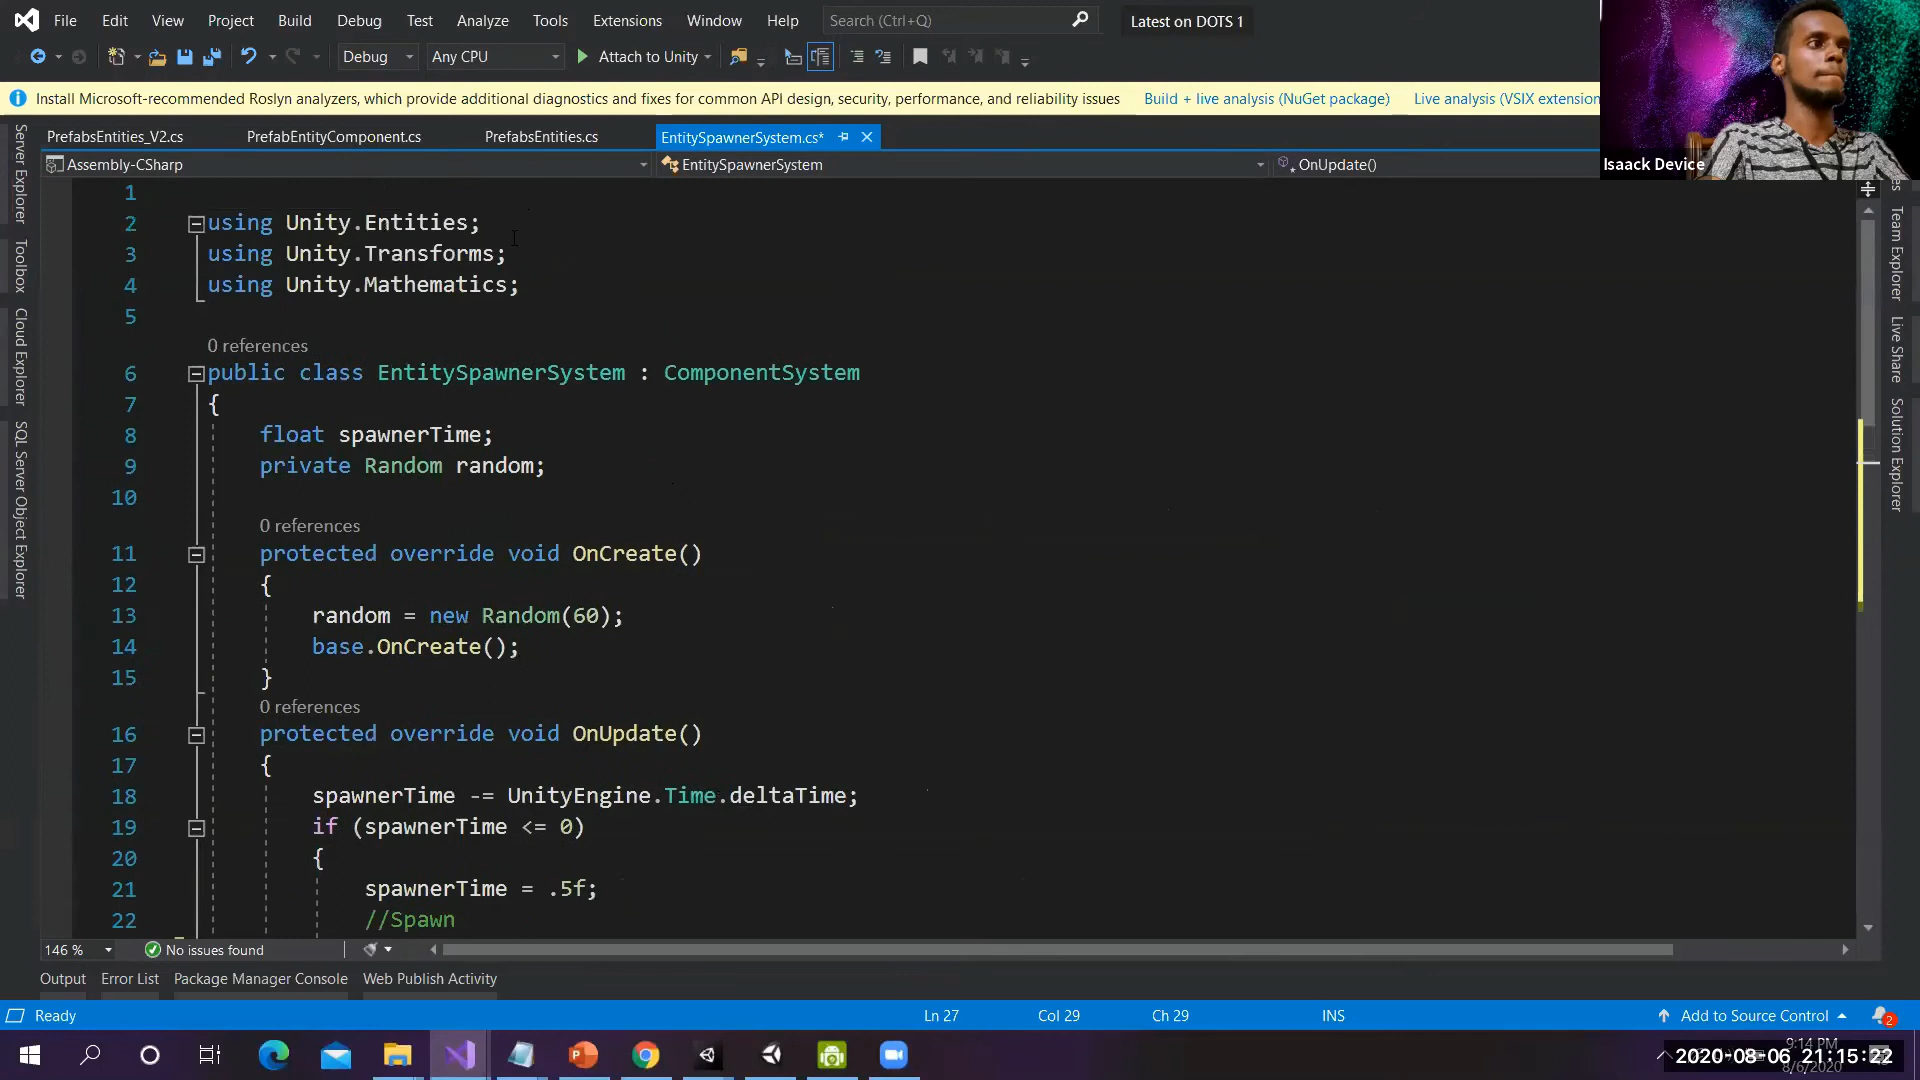 File Edit View Project Build Debug Test Analyze Tools Extensions Window Help Search (Ctrl+Q) Latest on DOTS 1
Debug Any CPU Attach to Unity
Install Microsoft-recommended Roslyn analyzers, which provide additional diagnostics and fixes for common API design, security, performance, and reliability issues Build + live analysis (NuGet package) Live analysis (VSIX extension
Isaack Device
PrefabsEntities_V2.cs PrefabEntityComponent.cs PrefabsEntities.cs EntitySpawnerSystem.cs*
Assembly-CSharp EntitySpawnerSystem OnUpdate()
Server Explorer
Toolbox
Cloud Explorer
SQL Server Object Explorer
1
2 using Unity.Entities;
3 using Unity.Transforms;
4 using Unity.Mathematics;
5
0 references
6 public class EntitySpawnerSystem : ComponentSystem
7 {
8 float spawnerTime;
9 private Random random;
10
0 references
11 protected override void OnCreate()
12 {
13 random = new Random(60);
14 base.OnCreate();
15 }
0 references
16 protected override void OnUpdate()
17 {
18 spawnerTime -= UnityEngine.Time.deltaTime;
19 if (spawnerTime <= 0)
20 {
21 spawnerTime = .5f;
22 //Spawn
Team Explorer
Live Share
Solution Explorer
146 % No issues found
Output Error List Package Manager Console Web Publish Activity
Ready Ln 27 Col 29 Ch 29 INS Add to Source Control 2
9:14 PM
2020-08-06 21:15:22
8/6/2020